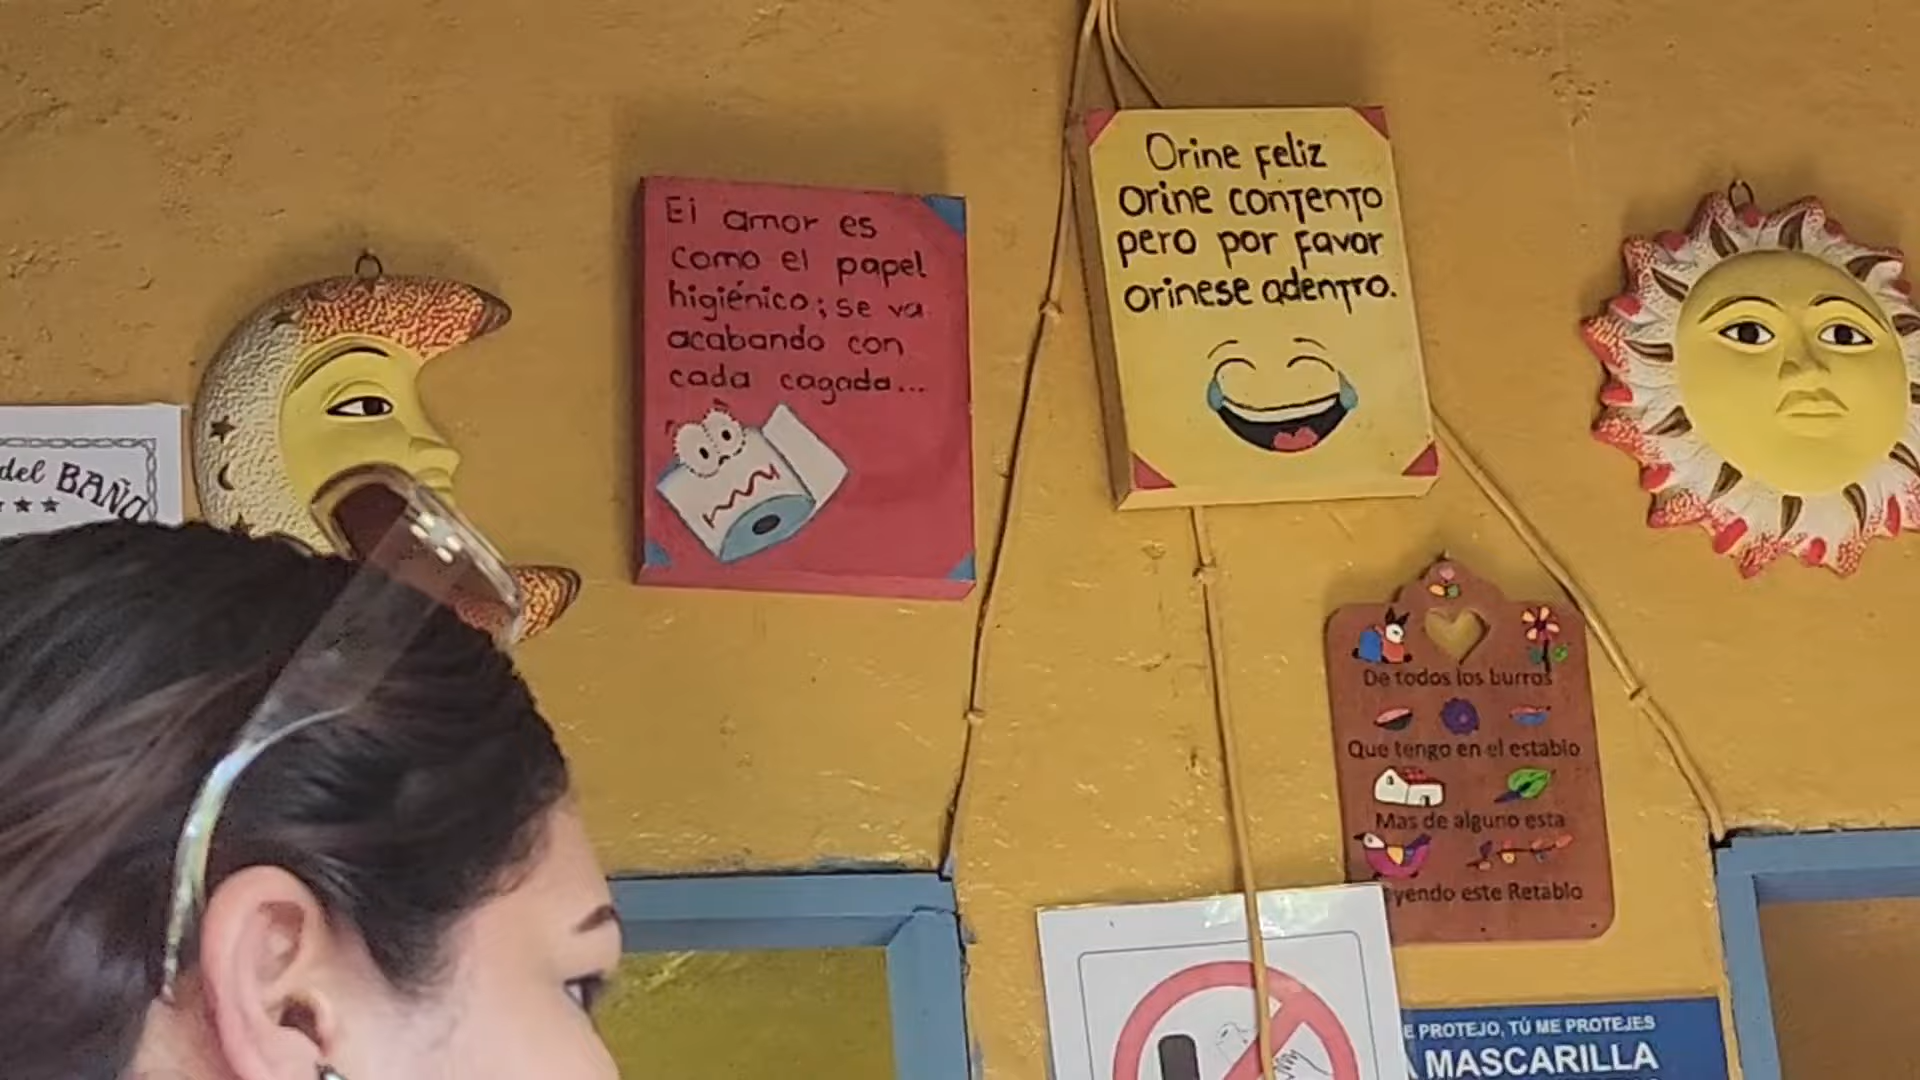 del BAÑO
El amor es
como el papel
higiénico; se va
acabando con
cada cagada...
Orine feliz
Orine contento
pero por favor
orinese adentro.
De todos los burros
Que tengo en el establo
Mas de alguno esta
este Retablo
PROTEJO, TÚ ME PROTEJES
MASCARILLA